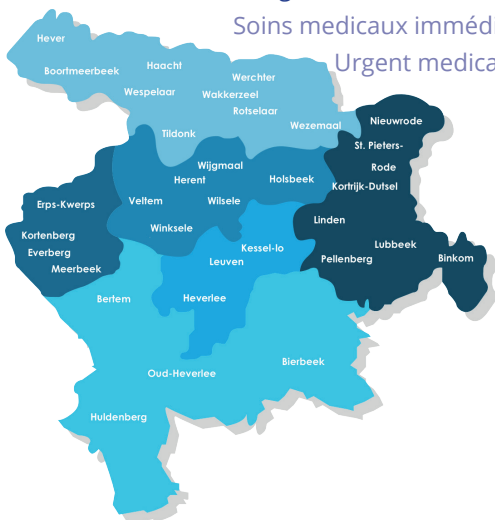 Soins medicaux immédi
Urgent medica
Hever
Haacht
Boortmeerbeek
Werchter
Wespelaar
Wakkerzeel
Rotselaar
Nieuwrode
Wezemaal
Tildonk
St. Pieters-
Rode
Wijgmaal
Herent
Holsbeek
Kortrijk-Dutsel
Erps-Kwerps
Veltem
Wilsele
Linden
Winksele
Kortenberg
Everberg
Meerbeek
Kessel-lo
Leuven
Lubbeek
Pellenberg
Binkom
Bertem
Heverlee
Oud-Heverlee
Bierbeek
Huldenberg